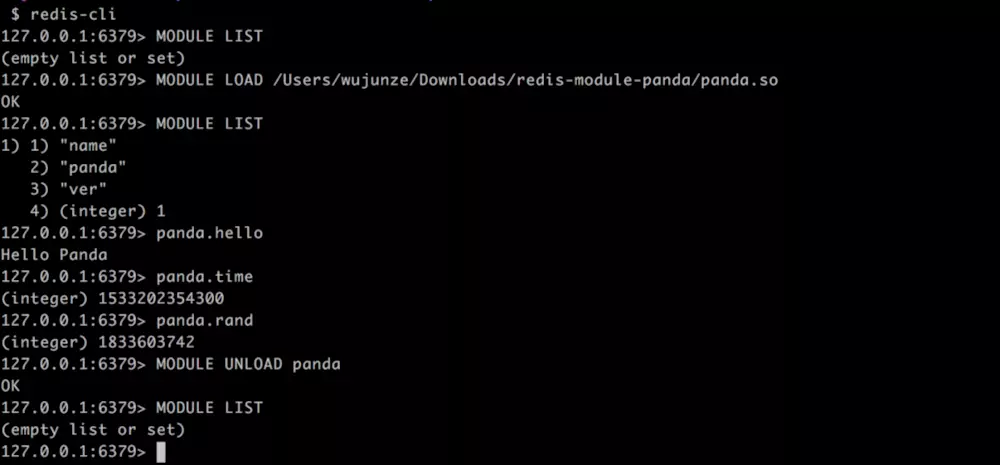 $ redis-cli
127.0.0.1:6379> MODULE LIST
(empty list or set)
127.0.0.1:6379> MODULE LOAD /Users/wujunze/Downloads/redis-module-panda/panda.so
OK
127.0.0.1:6379> MODULE LIST
1) 1) "name"
   2) "panda"
   3) "ver"
   4) (integer) 1
127.0.0.1:6379> panda.hello
Hello Panda
127.0.0.1:6379> panda.time
(integer) 1533202354300
127.0.0.1:6379> panda.rand
(integer) 1833603742
127.0.0.1:6379> MODULE UNLOAD panda
OK
127.0.0.1:6379> MODULE LIST
(empty list or set)
127.0.0.1:6379>